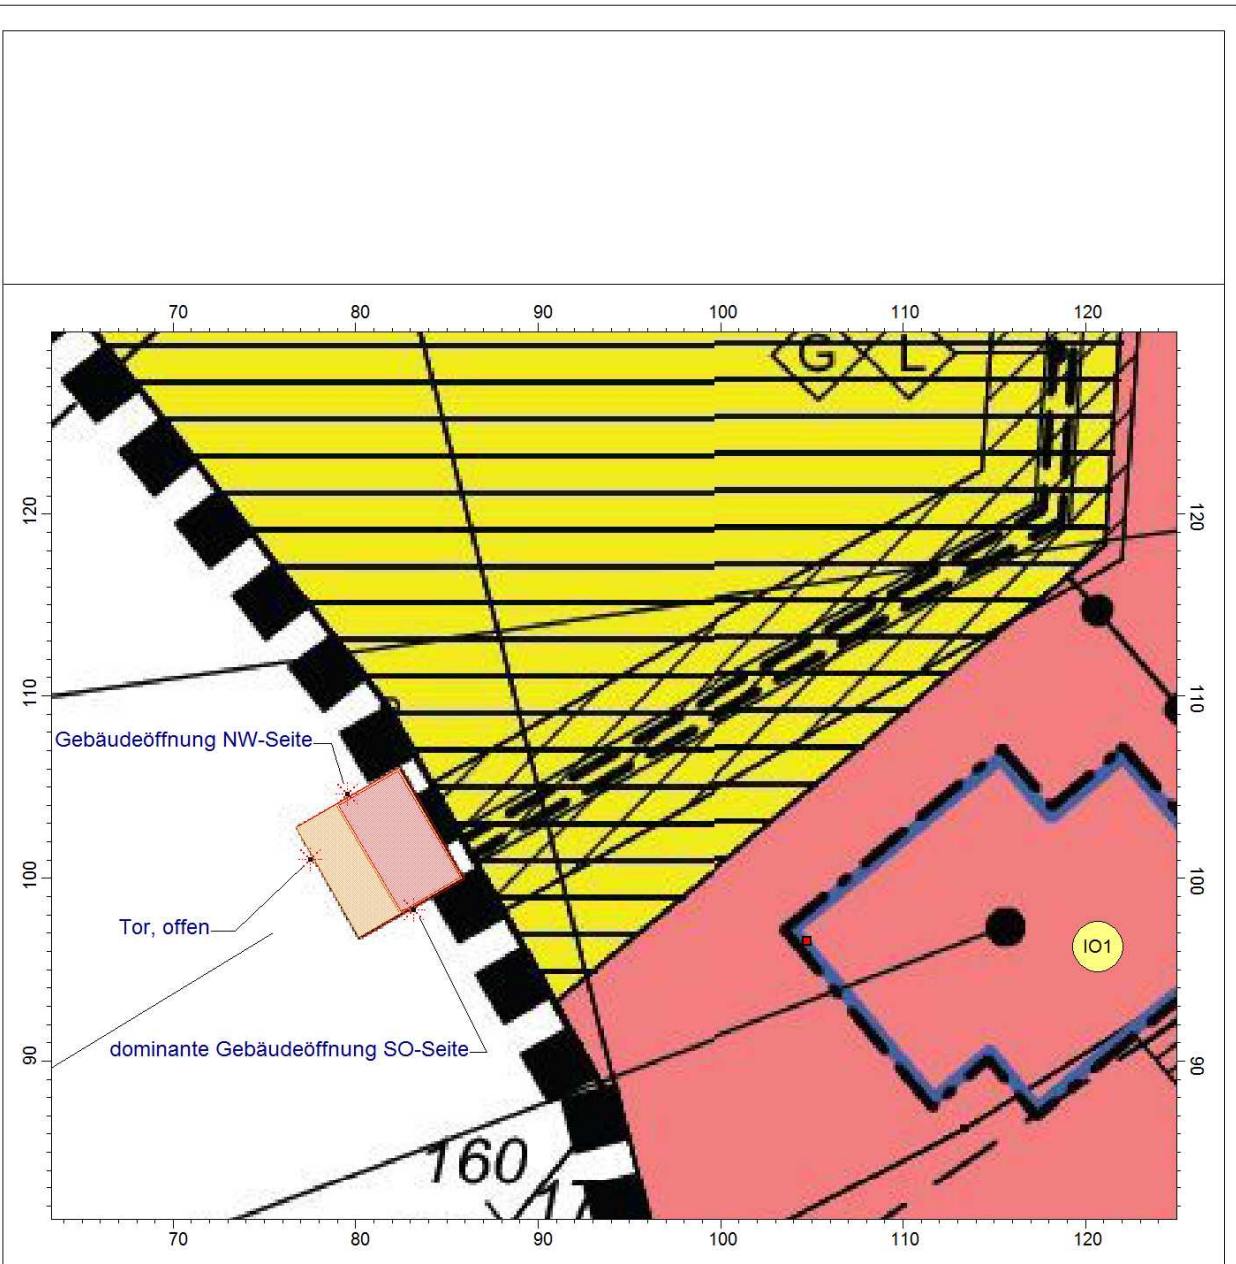 70 80 90 100 110 120
G L
120 120
110 110
Gebäudeöffnung NW-Seite
100 100
Tor, offen
IO1
90 90
dominante Gebäudeöffnung SO-Seite
160
70 80 90 100 110 120